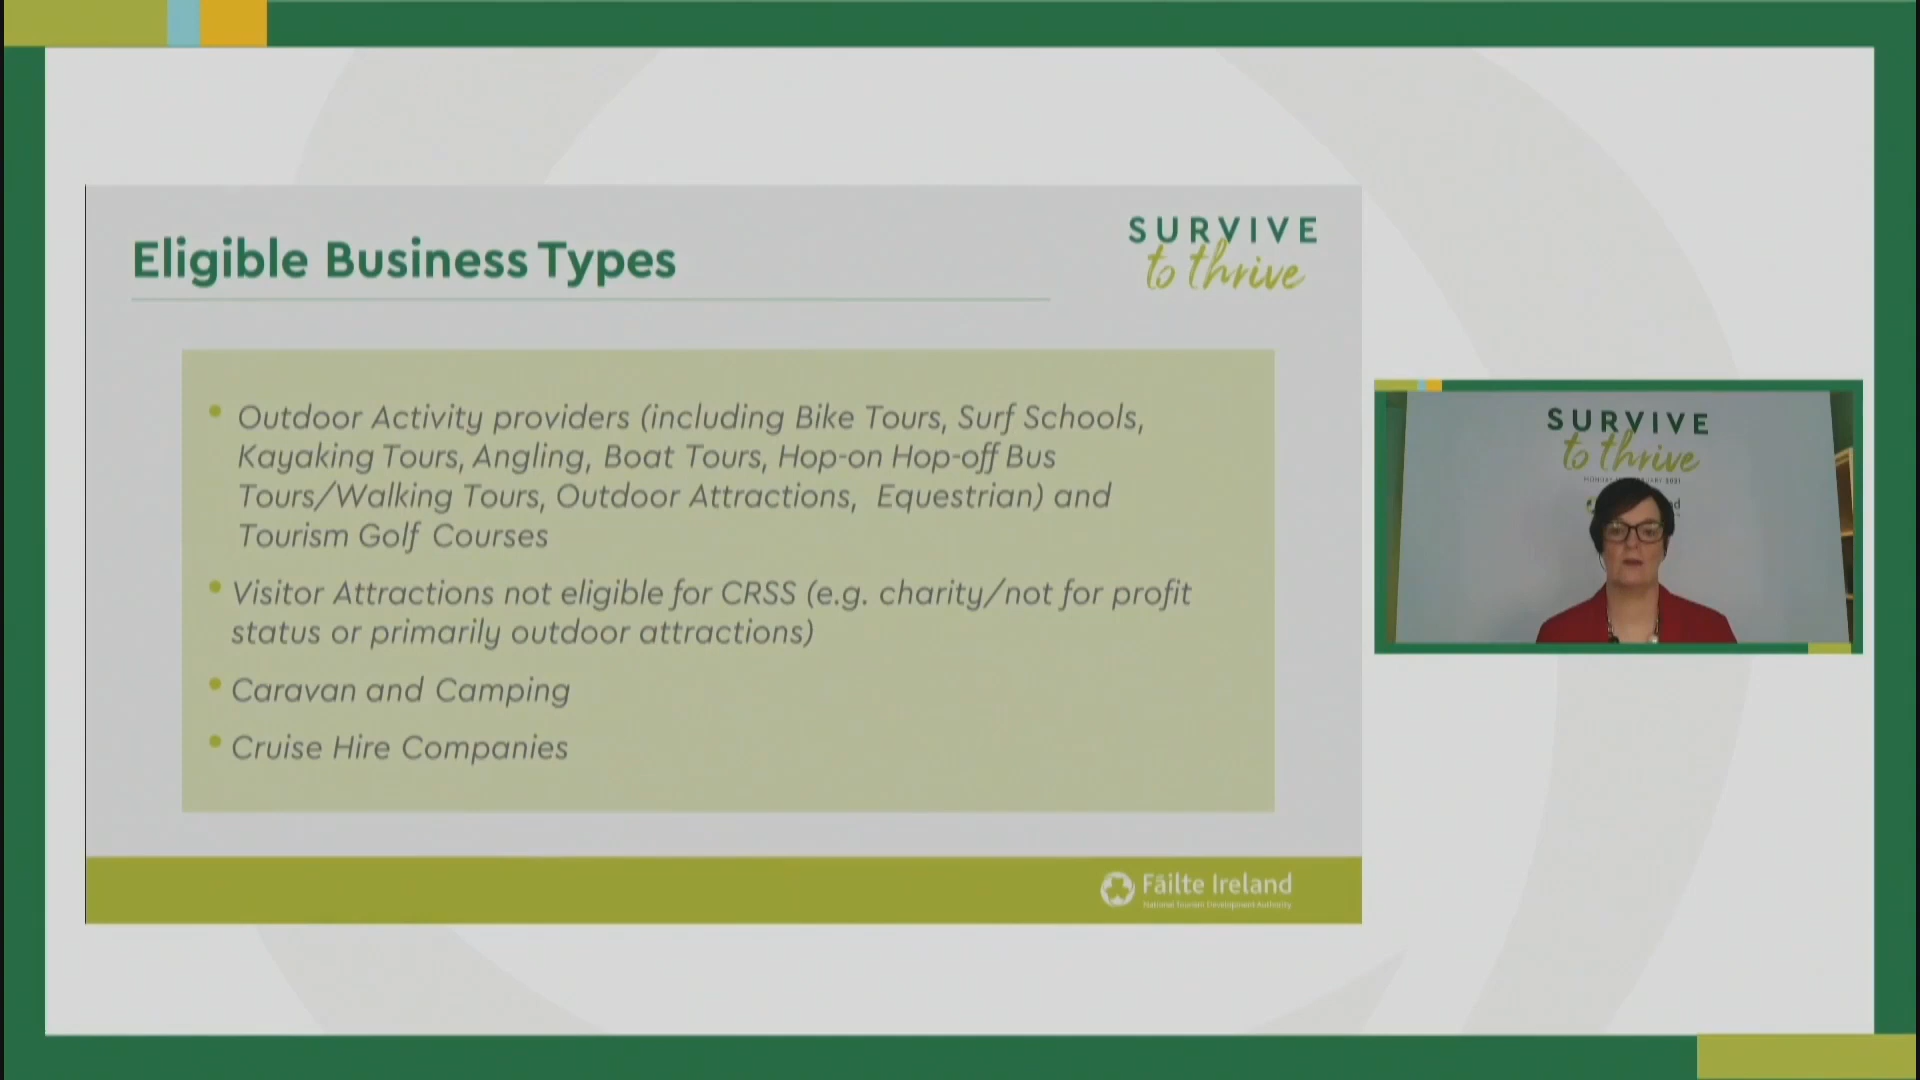 Eligible Business Types
SURVIVE
to thrive
• Outdoor Activity providers (including Bike Tours, Surf Schools,
Kayaking Tours, Angling, Boat Tours, Hop-on Hop-off Bus
Tours/Walking Tours, Outdoor Attractions, Equestrian) and
Tourism Golf Courses
• Visitor Attractions not eligible for CRSS (e.g. charity/not for profit
status or primarily outdoor attractions)
• Caravan and Camping
• Cruise Hire Companies
Fáilte Ireland
National Tourism Development Authority
SURVIVE
to thrive
2021